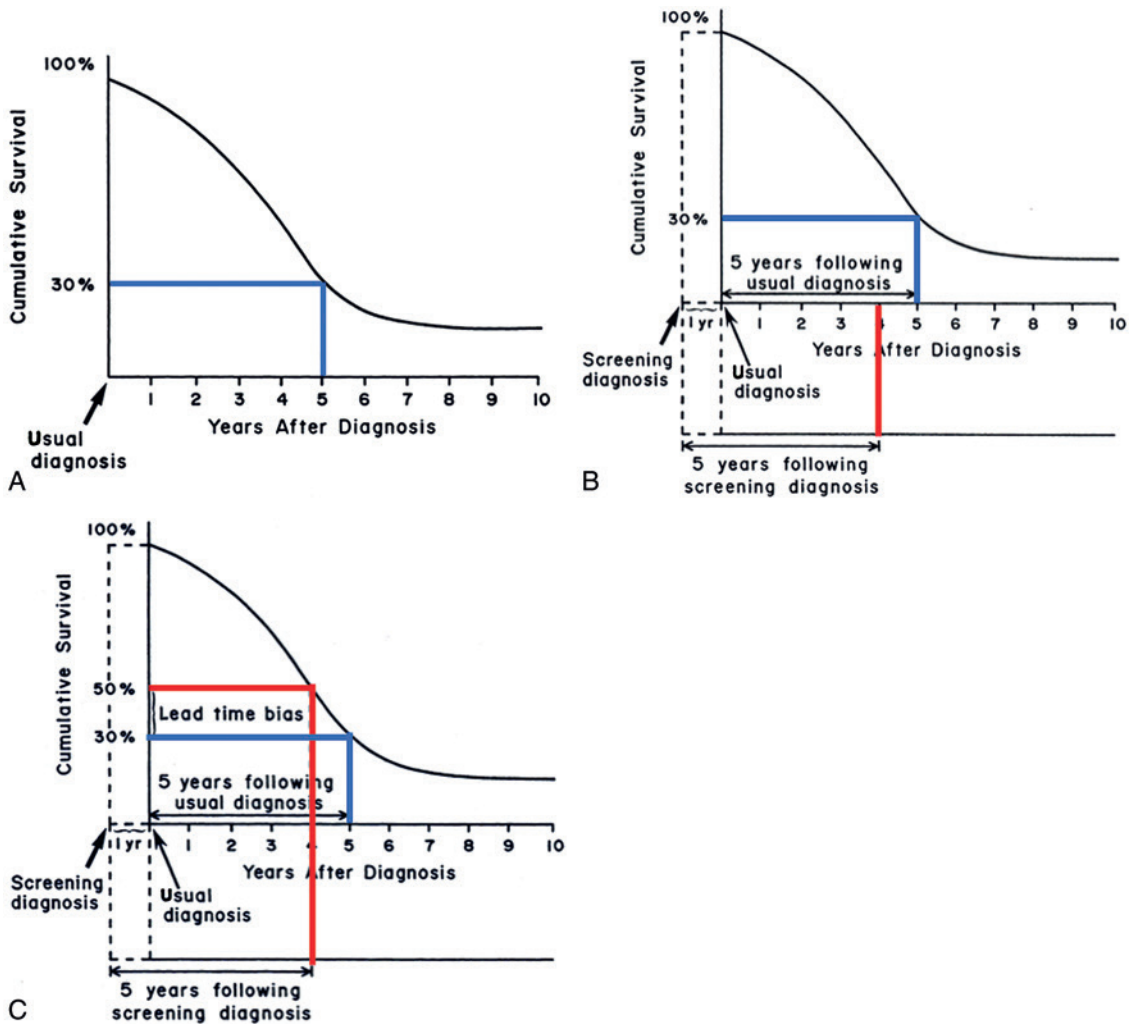 100%
Cumulative Survival
30%
1 2 3 4 5 6 7 8 9 10
Years After Diagnosis
Usual
diagnosis
A
100%
Cumulative Survival
30%
5 years following
usual diagnosis
1 yr
1 2 3 4 5 6 7 8 9 10
Years After Diagnosis
Screening
diagnosis
Usual
diagnosis
5 years following
screening diagnosis
B
100%
Cumulative Survival
50%
Lead time bias
30%
5 years following
usual diagnosis
1 yr
1 2 3 4 5 6 7 8 9 10
Years After Diagnosis
Screening
diagnosis
Usual
diagnosis
5 years following
screening diagnosis
C